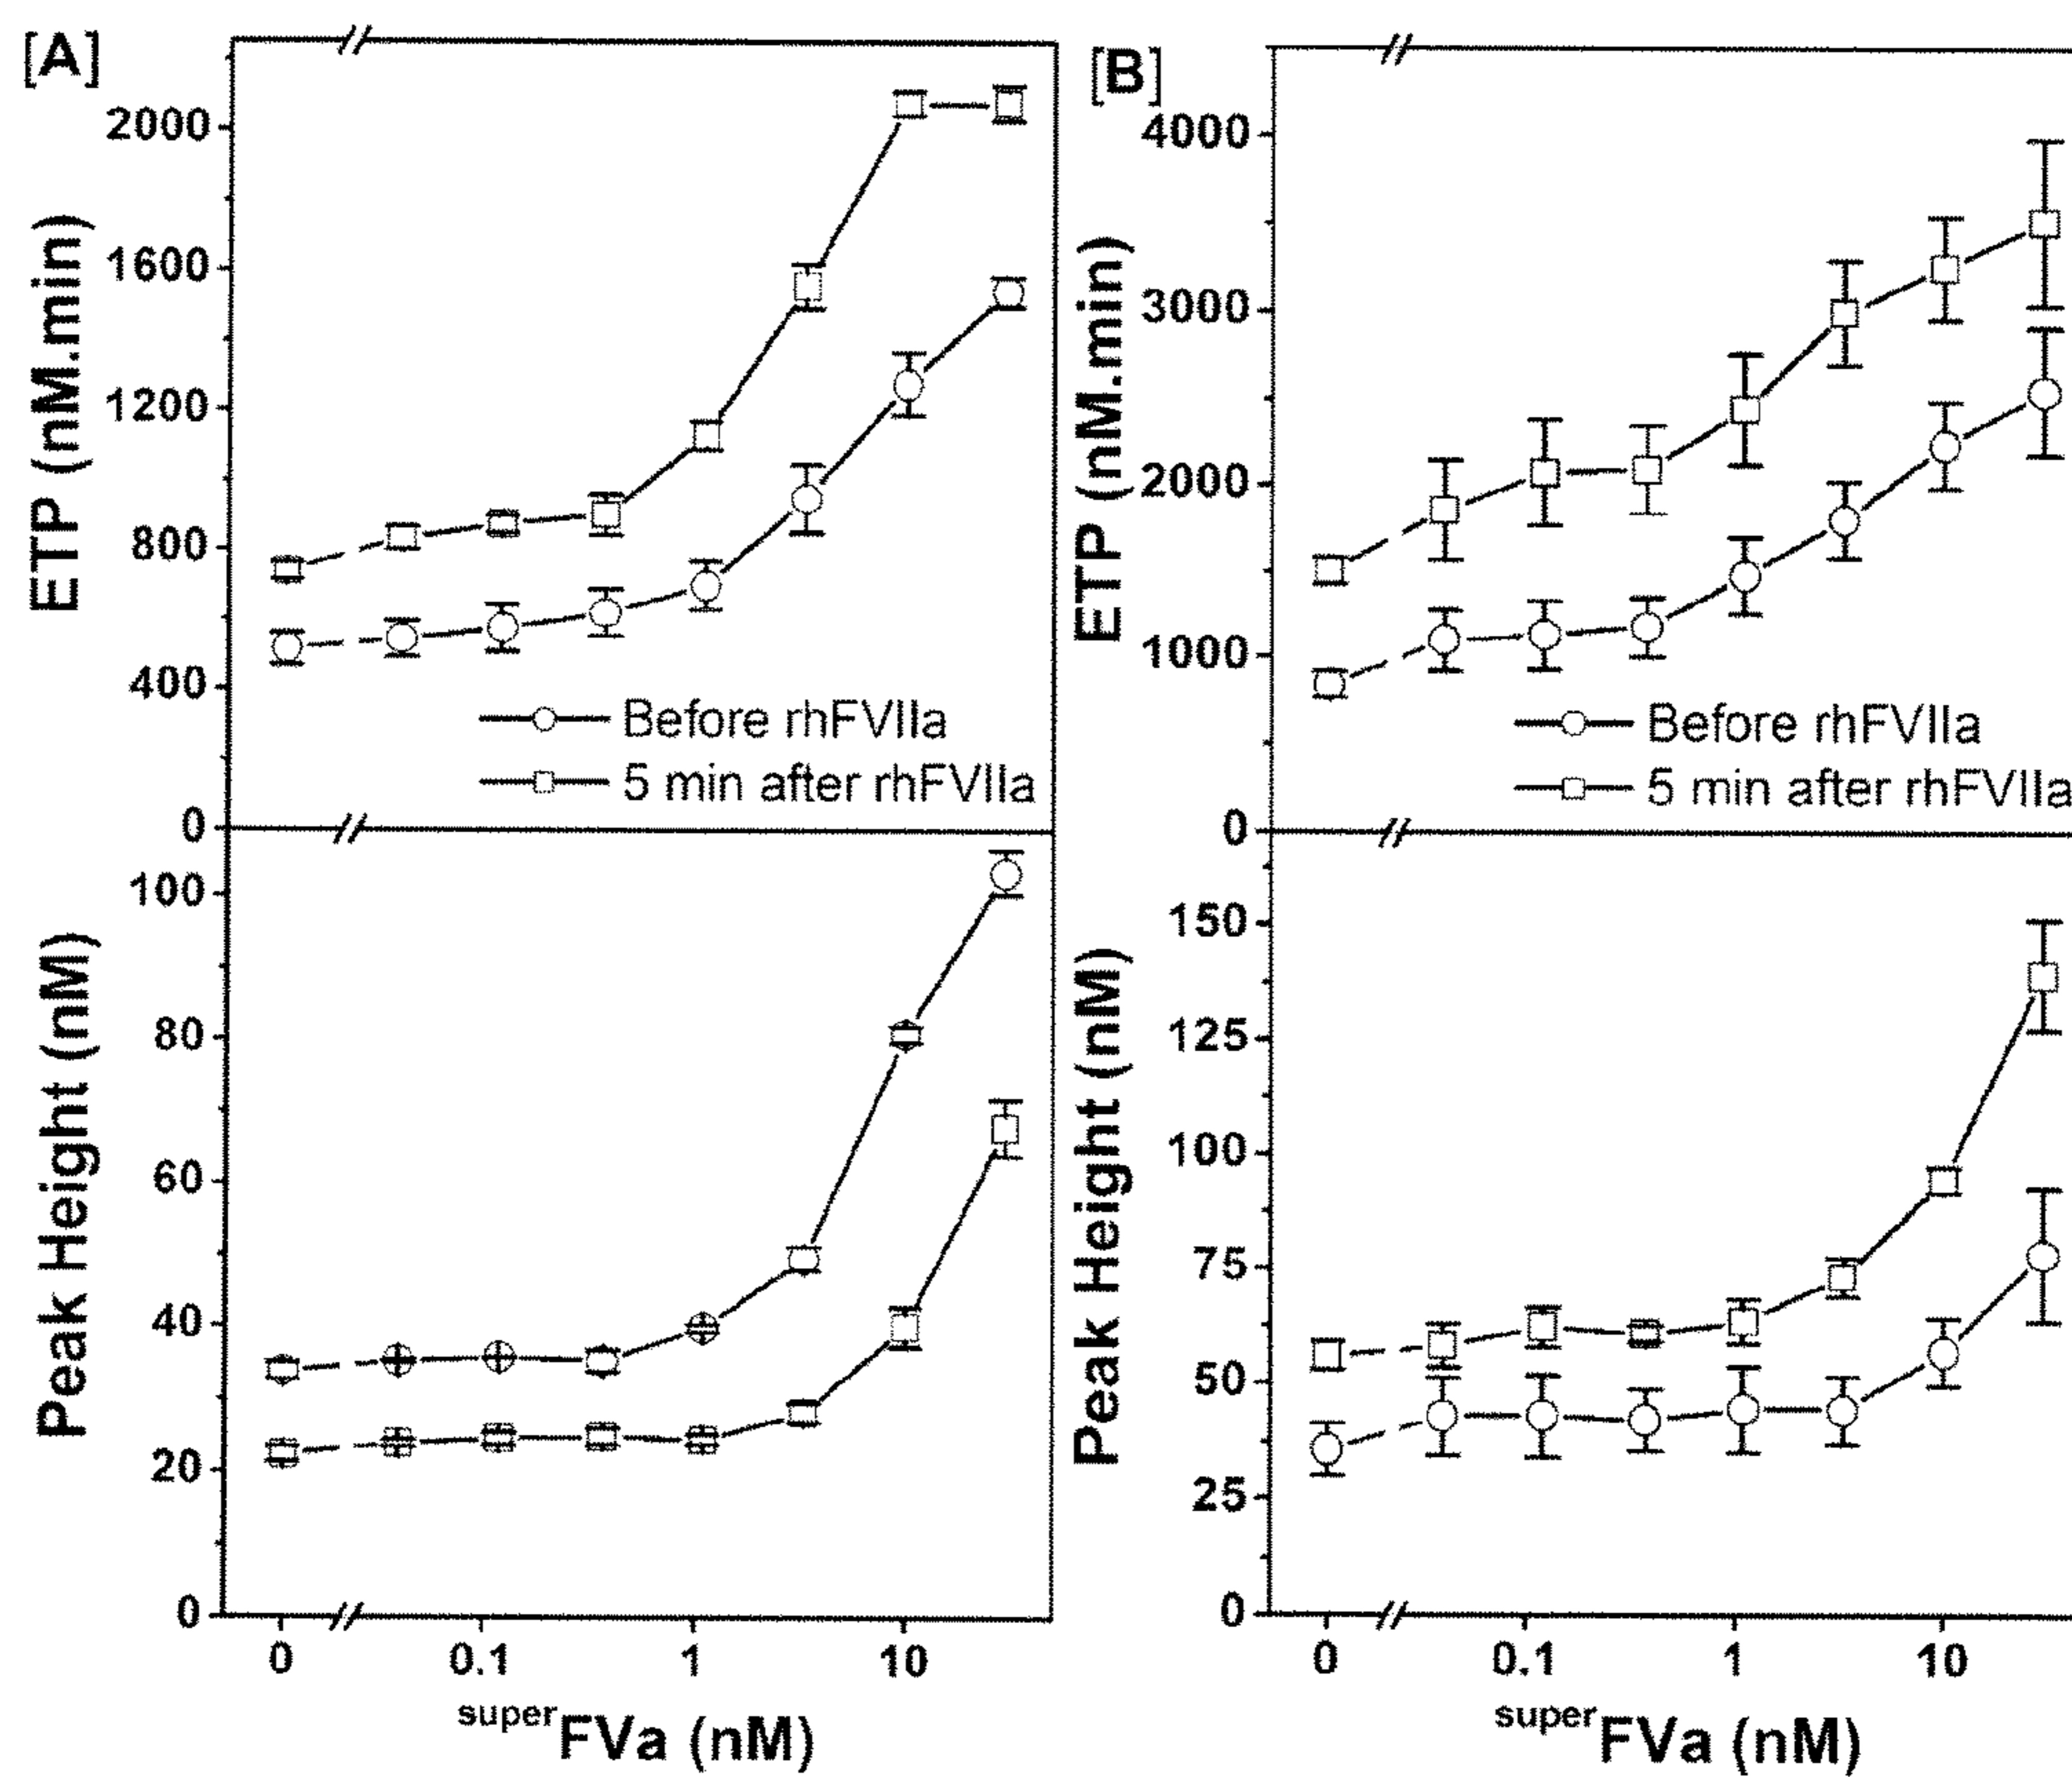 [A]
2000
1600
1200
800
400
0
ETP (nM.min)
Before rhFVIIa
5 min after rhFVIIa
100
80
60
40
20
0
Peak Height (nM)
0 0.1 1 10
superFVa (nM)
[B]
4000
3000
2000
1000
0
ETP (nM.min)
Before rhFVIIa
5 min after rhFVIIa
150
125
100
75
50
25
0
Peak Height (nM)
0 0.1 1 10
superFVa (nM)